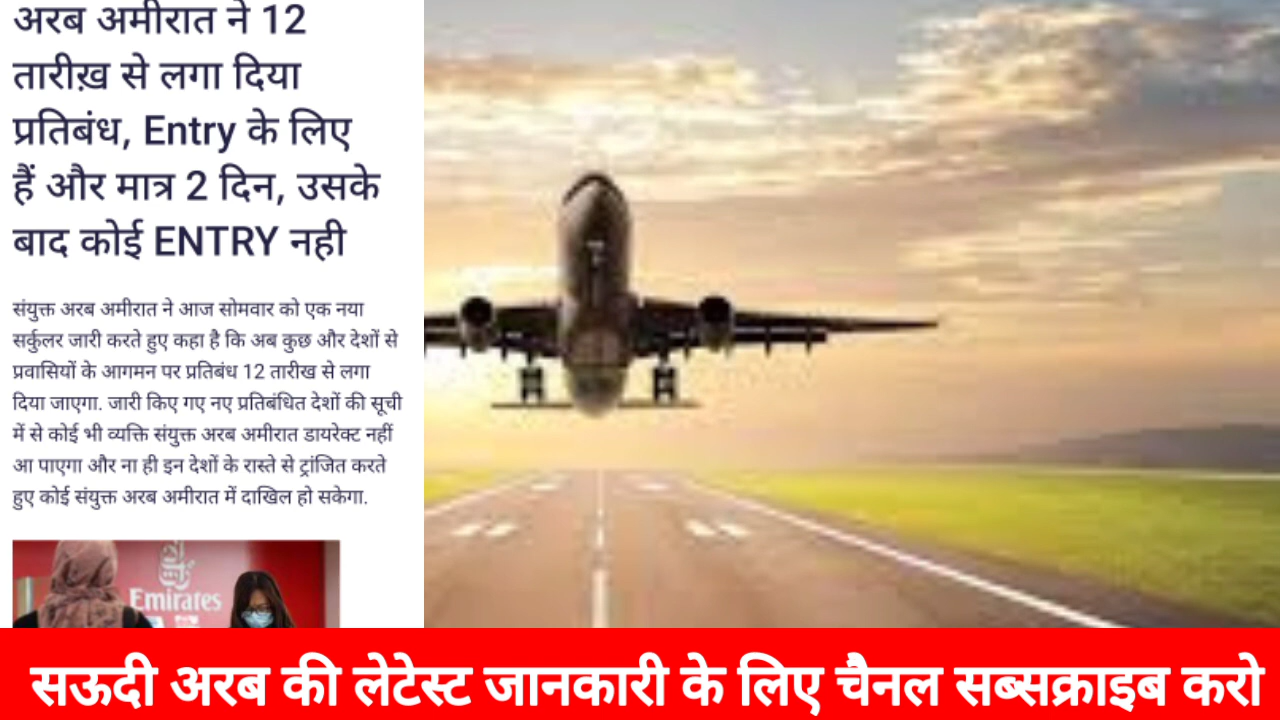 अरब अमीरात ने 12
तारीख़ से लगा दिया
प्रतिबंध, Entry के लिए
हैं और मात्र 2 दिन, उसके
बाद कोई ENTRY नही
संयुक्त अरब अमीरात ने आज सोमवार को एक नया
सर्कुलर जारी करते हुए कहा है कि अब कुछ और देशों से
प्रवासियों के आगमन पर प्रतिबंध 12 तारीख से लगा
दिया जाएगा. जारी किए गए नए प्रतिबंधित देशों की सूची
में से कोई भी व्यक्ति संयुक्त अरब अमीरात डायरेक्ट नहीं
आ पाएगा और ना ही इन देशों के रास्ते से ट्रांजित करते
हुए कोई संयुक्त अरब अमीरात में दाखिल हो सकेगा.
Emirates
सऊदी अरब की लेटेस्ट जानकारी के लिए चैनल सब्सक्राइब करो